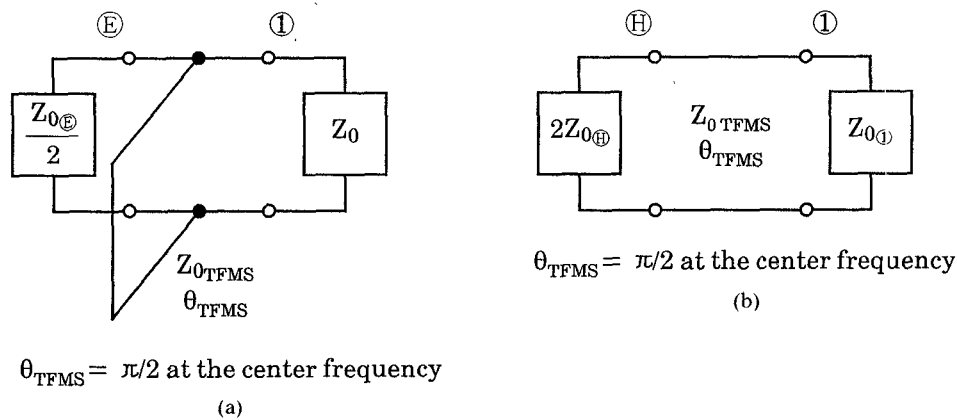 Ⓔ ①
Z₀Ⓔ
2
Z₀
Z₀TFMS
θTFMS
θTFMS = π/2 at the center frequency
(a)
Ⓗ ①
2Z₀Ⓗ
Z₀ TFMS
θTFMS
Z₀①
θTFMS = π/2 at the center frequency
(b)